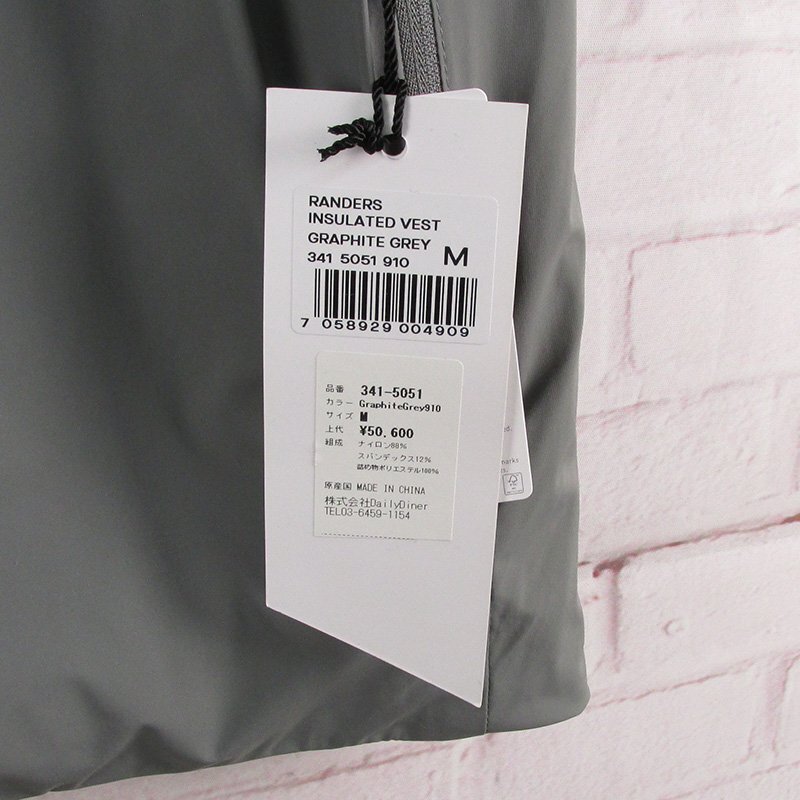 RANDERS
INSULATED VEST
GRAPHITE GREY M
341 5051 910
7 058929 004909
品番 341-5051
カラー GraphiteGrey910
サイズ M
上代 ¥50,600
組成 ナイロン88%
スパンデックス12%
詰め物ポリエステル100%
原産国 MADE IN CHINA
株式会社DailyDiner
TEL03-6459-1154